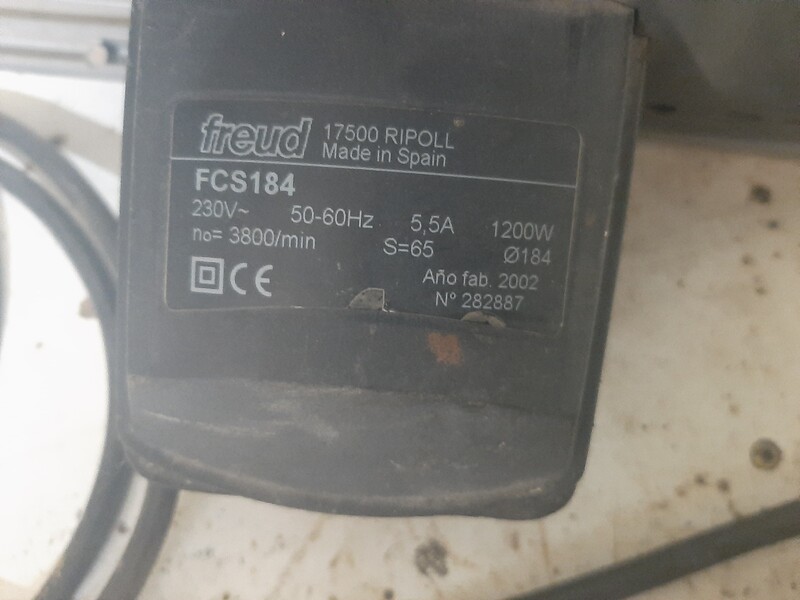 freud 17500 RIPOLL
Made in Spain
FCS184
230V~ 50-60Hz 5,5A 1200W
no= 3800/min S=65 Ø184
CE Año fab. 2002
Nº 282887